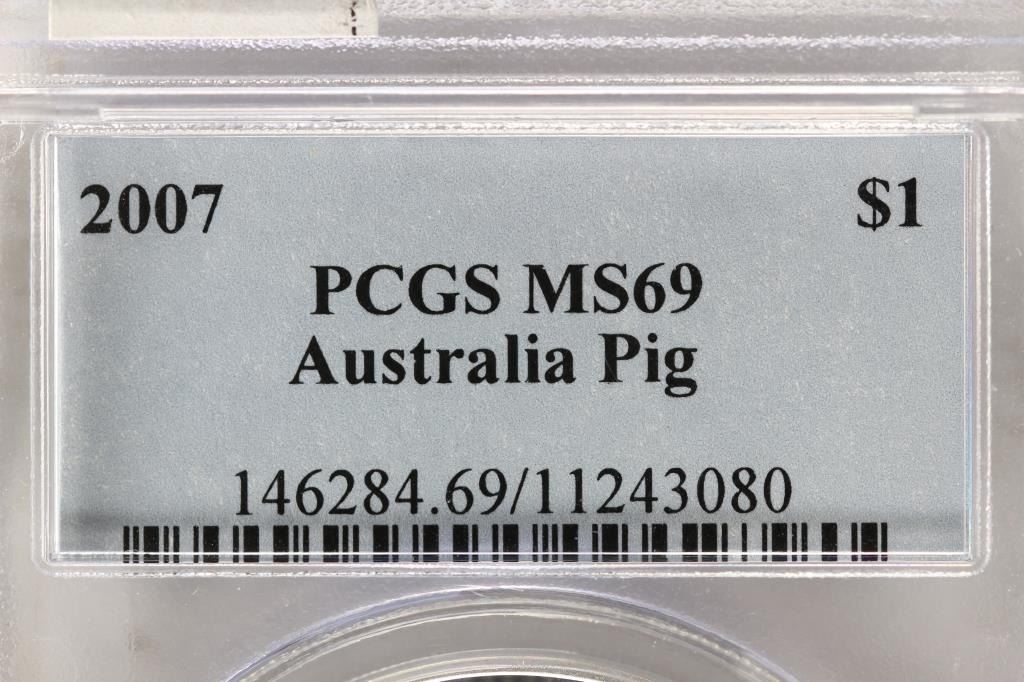 2007 $1
PCGS MS69
Australia Pig
146284.69/11243080